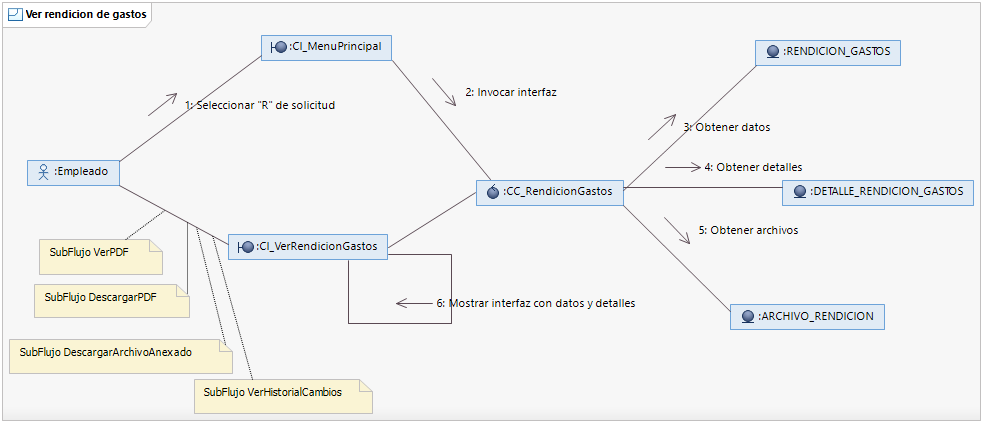 Ver rendicion de gastos
:CI_MenuPrincipal
:RENDICION_GASTOS
2: Invocar interfaz
1: Seleccionar "R" de solicitud
3: Obtener datos
:Empleado
4: Obtener detalles
:CC_RendicionGastos
:DETALLE_RENDICION_GASTOS
5: Obtener archivos
:CI_VerRendicionGastos
SubFlujo VerPDF
SubFlujo DescargarPDF
6: Mostrar interfaz con datos y detalles
:ARCHIVO_RENDICION
SubFlujo DescargarArchivoAnexado
SubFlujo VerHistorialCambios